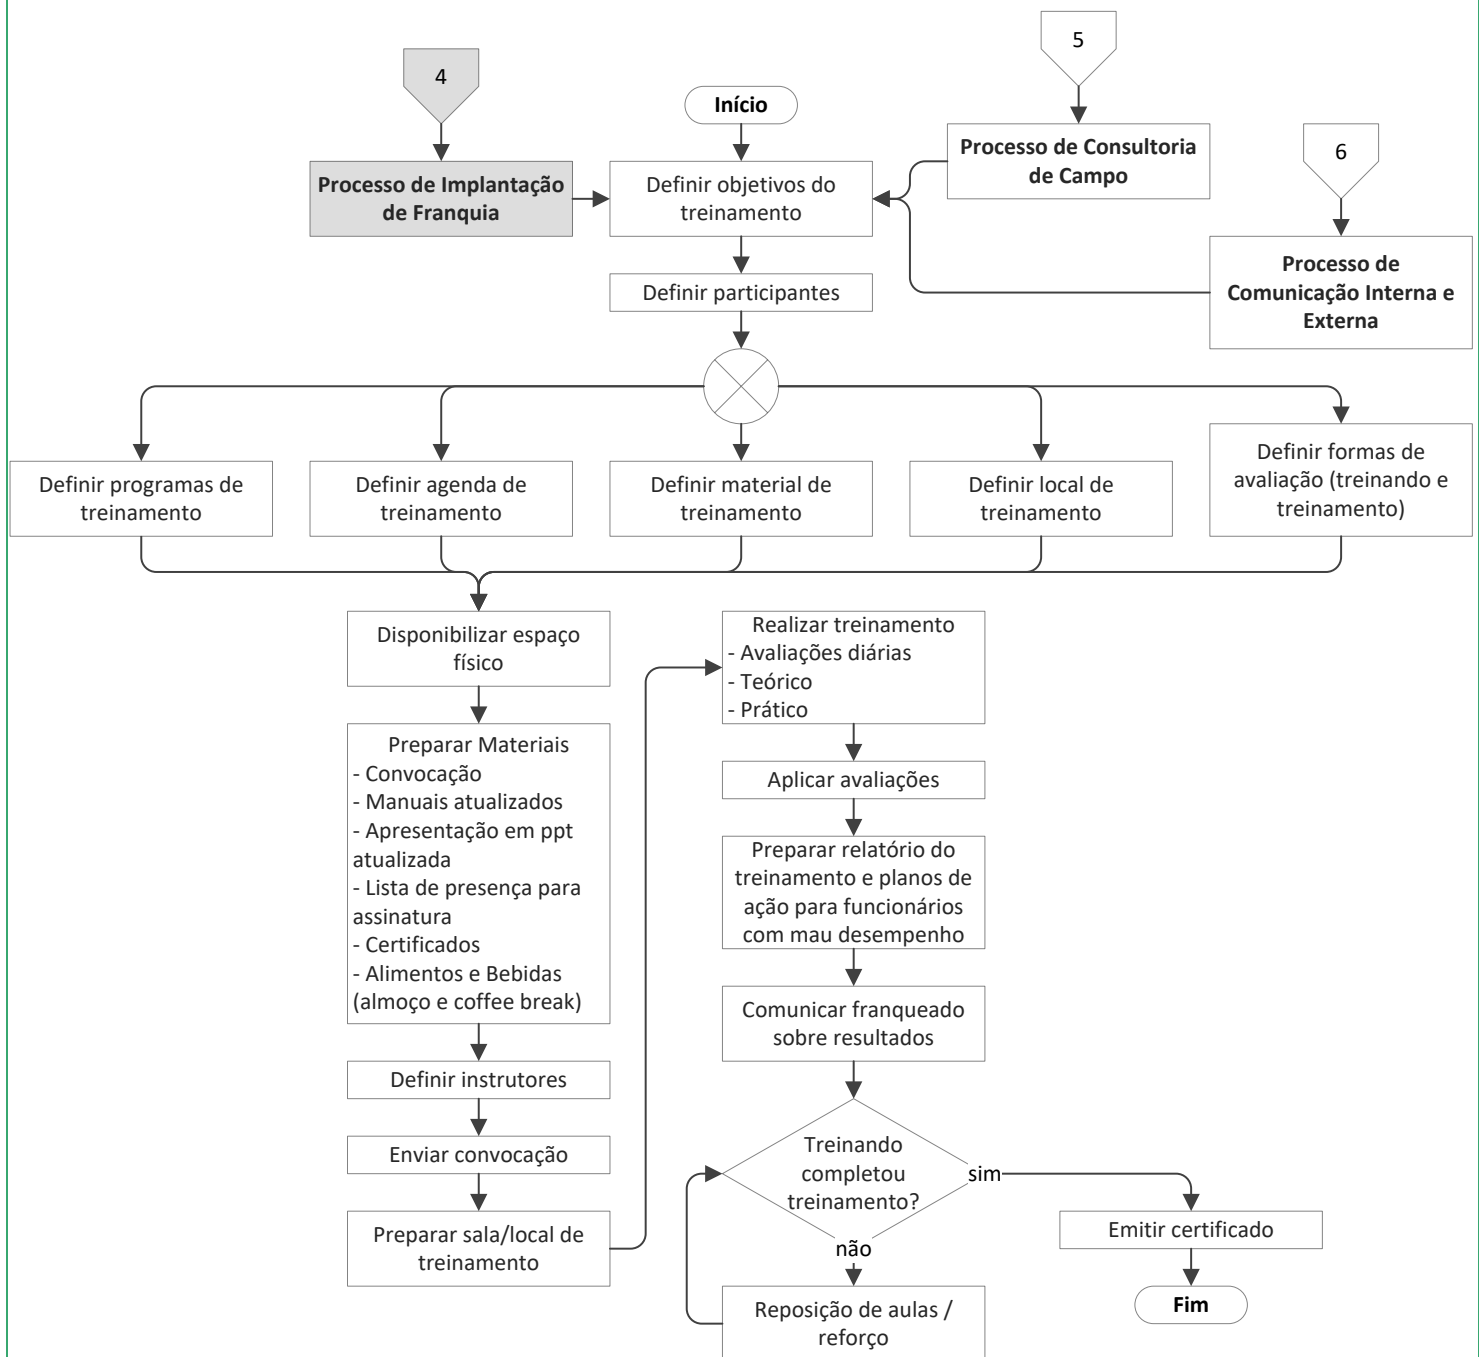 4
Início
5
6
Processo de Implantação
de Franquia
Definir objetivos do
treinamento
Processo de Consultoria
de Campo
Processo de
Comunicação Interna e
Externa
Definir participantes
Definir programas de
treinamento
Definir agenda de
treinamento
Definir material de
treinamento
Definir local de
treinamento
Definir formas de
avaliação (treinando e
treinamento)
Disponibilizar espaço
físico
Preparar Materiais
- Convocação
- Manuais atualizados
- Apresentação em ppt
atualizada
- Lista de presença para
assinatura
- Certificados
- Alimentos e Bebidas
(almoço e coffee break)
Definir instrutores
Enviar convocação
Preparar sala/local de
treinamento
Realizar treinamento
- Avaliações diárias
- Teórico
- Prático
Aplicar avaliações
Preparar relatório do
treinamento e planos de
ação para funcionários
com mau desempenho
Comunicar franqueado
sobre resultados
Treinando
completou
treinamento?
sim
não
Reposição de aulas /
reforço
Emitir certificado
Fim